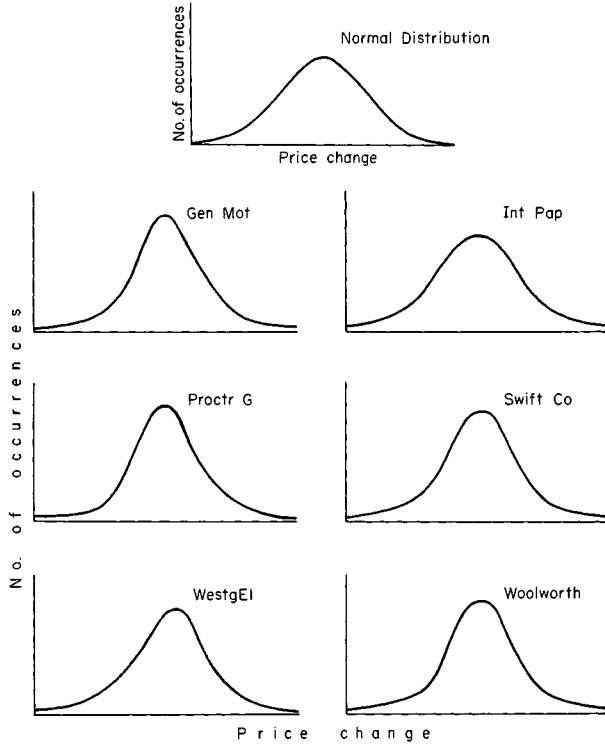 Normal Distribution
No. of occurrences
Price change
Gen Mot
Int Pap
Proctr G
Swift Co
WestgEl
Woolworth
No. of occurrences
Price change